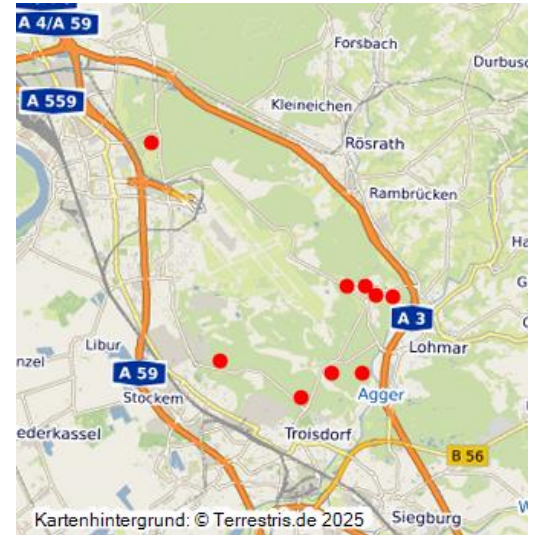 A 4/A 59
Forsbach
Durbusc
A 559
Kleineichen
Rösrath
Rambrücken
Ha
G
A 3
Libur
Lohmar
nzel
A 59
Stockem
Agger
ederkassel
Troisdorf
B 56
Siegburg
Kartenhintergrund: © Terrestris.de 2025